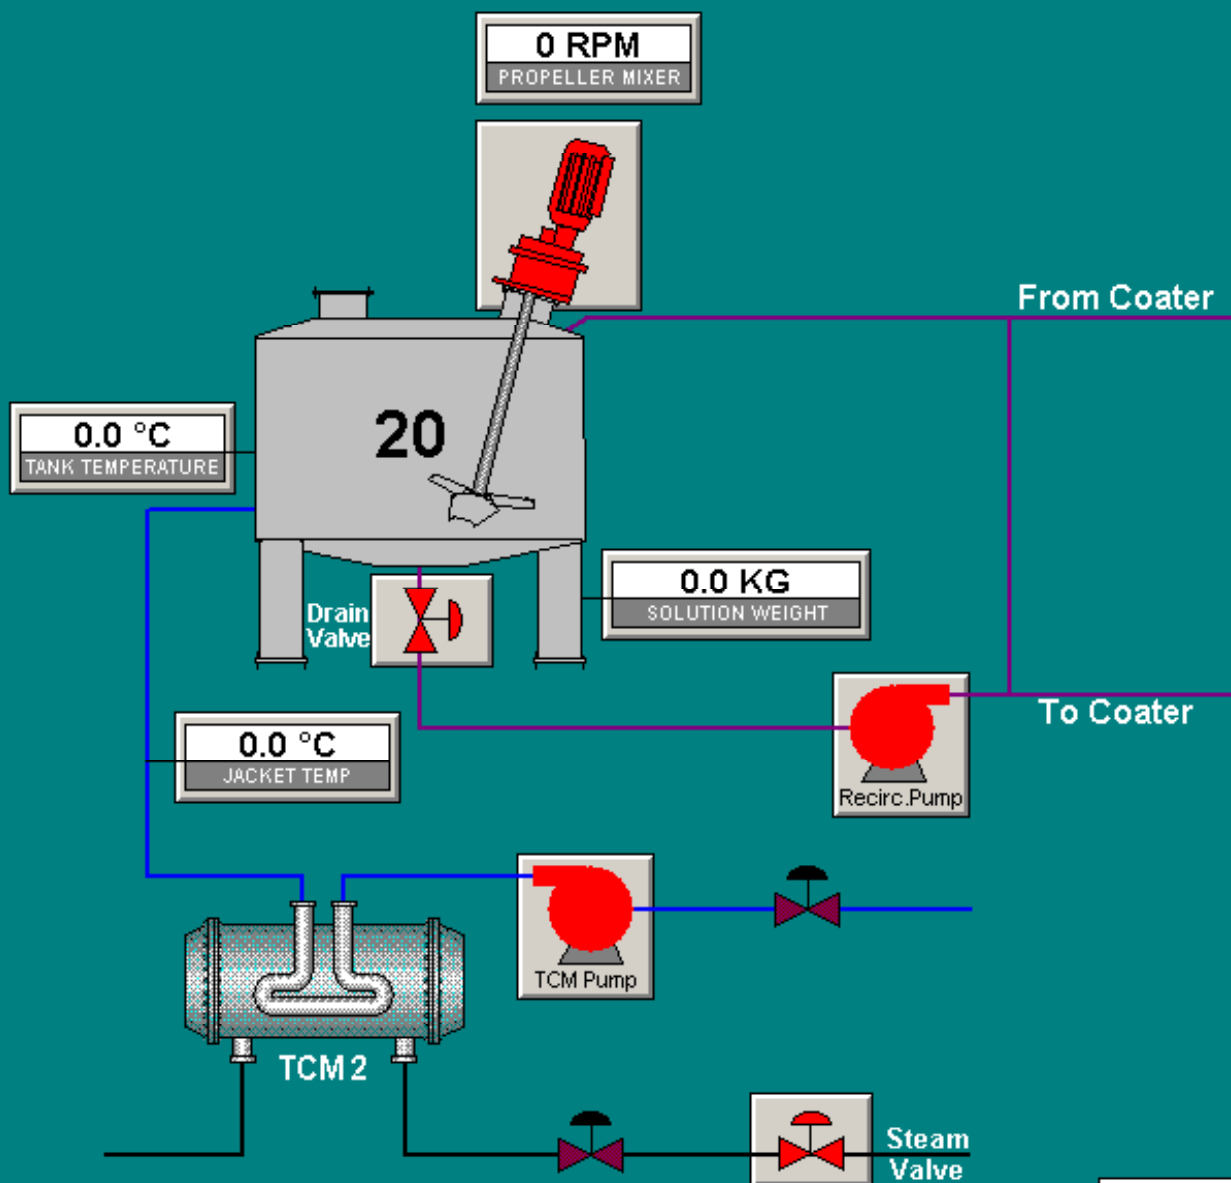 0 RPM
PROPELLER MIXER
From Coater
20
0.0 °C
TANK TEMPERATURE
0.0 KG
SOLUTION WEIGHT
Drain
Valve
To Coater
0.0 °C
JACKET TEMP
Recirc.Pump
TCM Pump
TCM 2
Steam
Valve